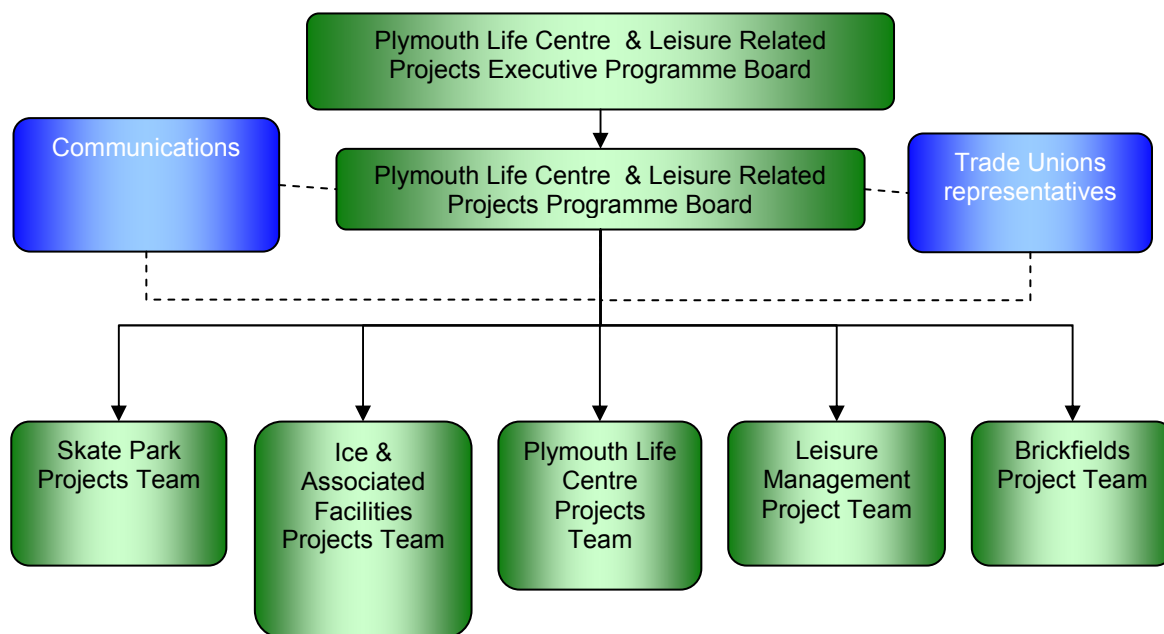 Plymouth Life Centre & Leisure Related
Projects Executive Programme Board
Communications
Plymouth Life Centre & Leisure Related
Projects Programme Board
Trade Unions
representatives
Skate Park
Projects Team
Ice &
Associated
Facilities
Projects Team
Plymouth Life
Centre
Projects
Team
Leisure
Management
Project Team
Brickfields
Project Team